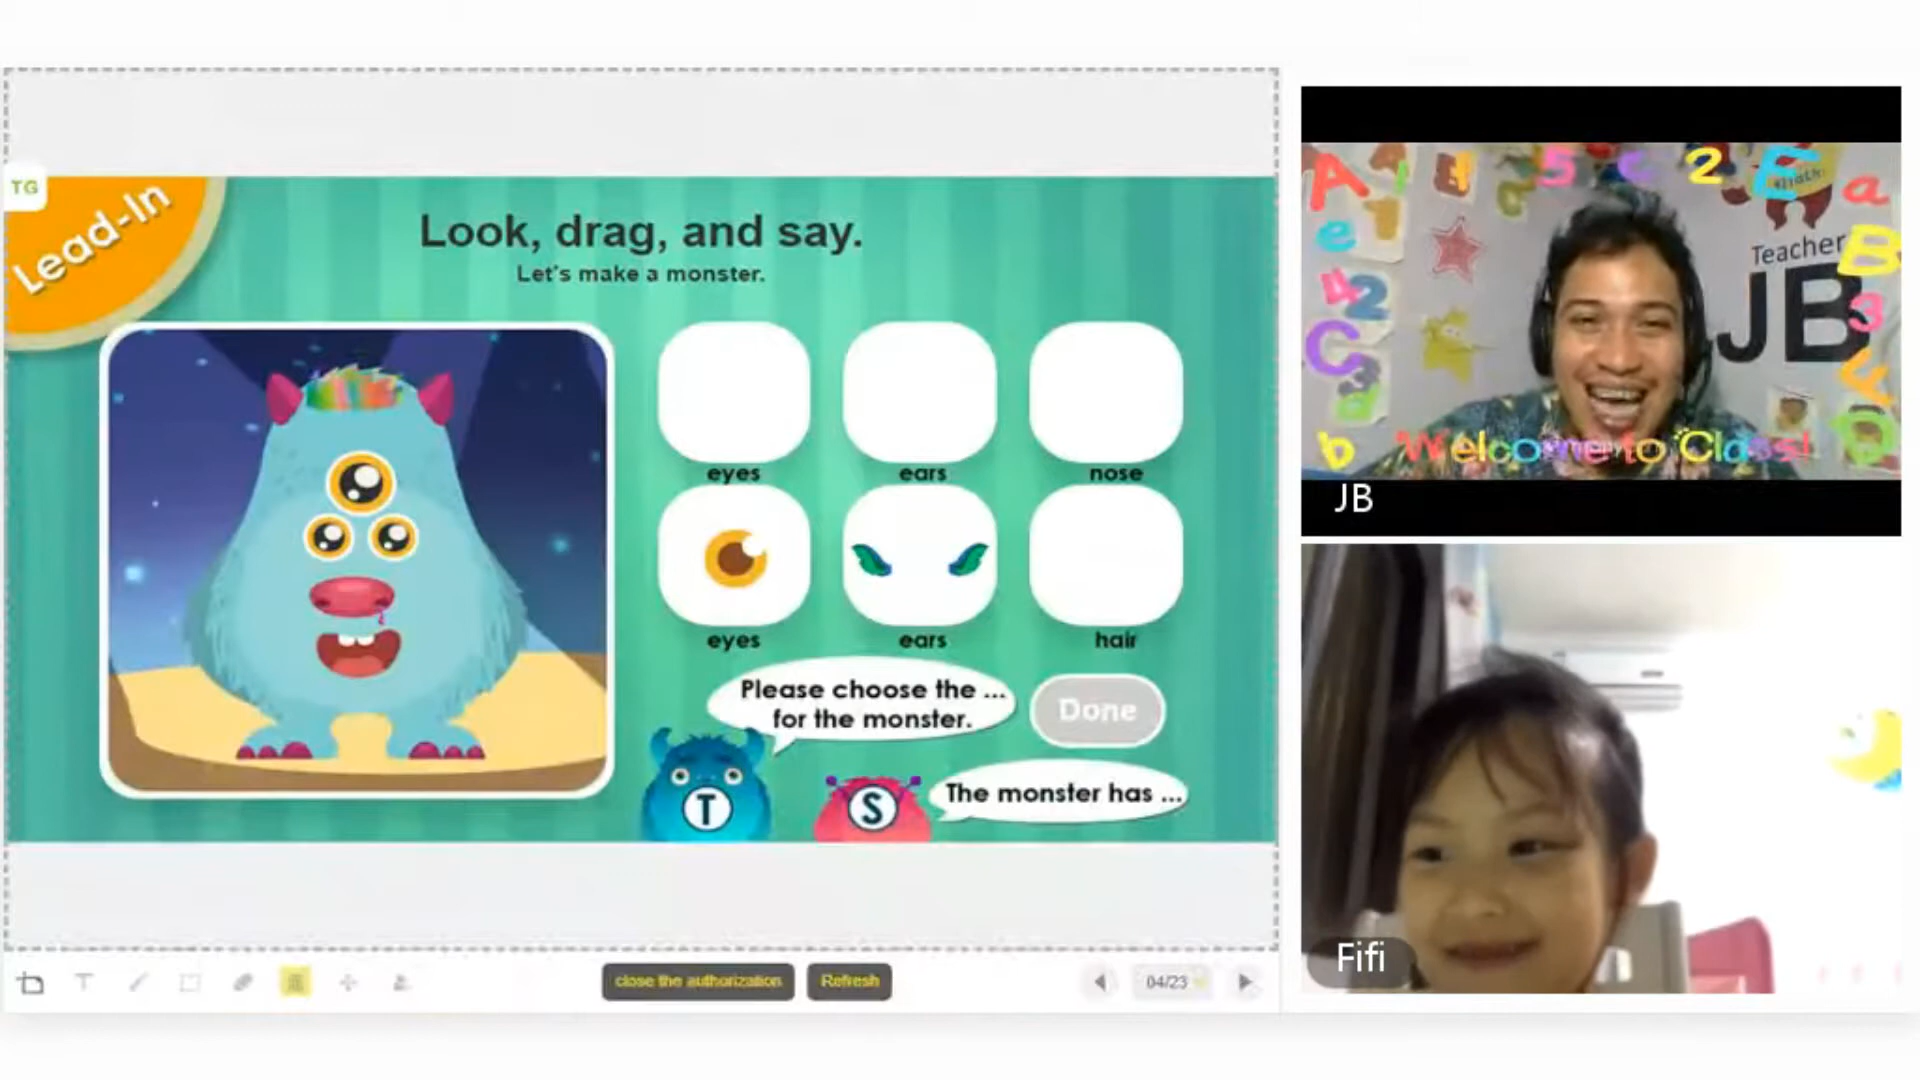 TG
Lead-In
Look, drag, and say.
Let's make a monster.
eyes
ears
nose
eyes
ears
hair
Please choose the ...
for the monster.
Done
T
S
The monster has ...
close the authorization
Refresh
04/23
Teacher
JB
Welcome to Class!
JB
Fifi